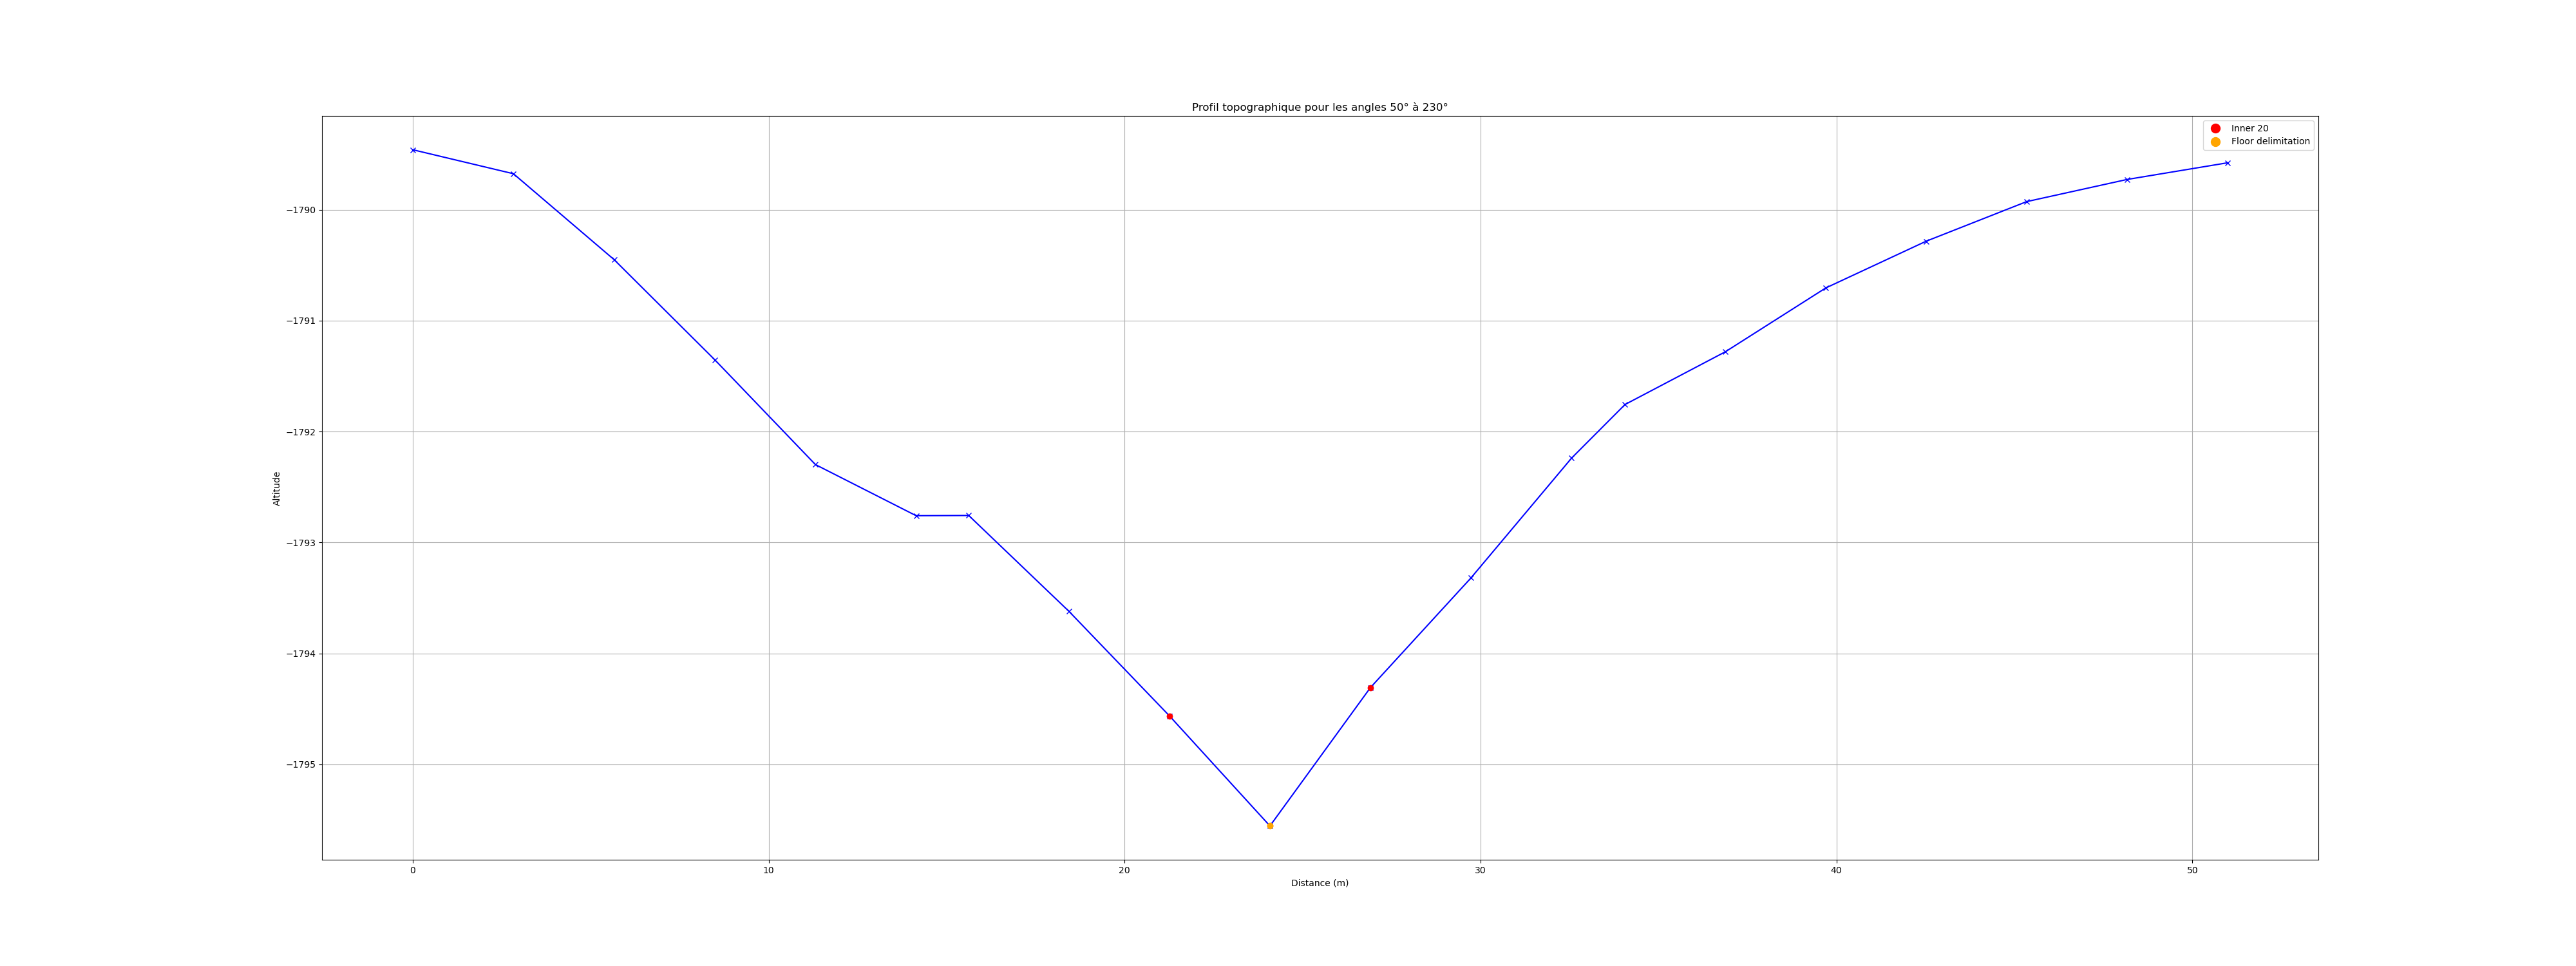 Profil topographique pour les angles 50° à 230°
Inner 20
Floor delimitation
−1790
−1791
−1792
−1793
−1794
−1795
Altitude
0 10 20 30 40 50
Distance (m)